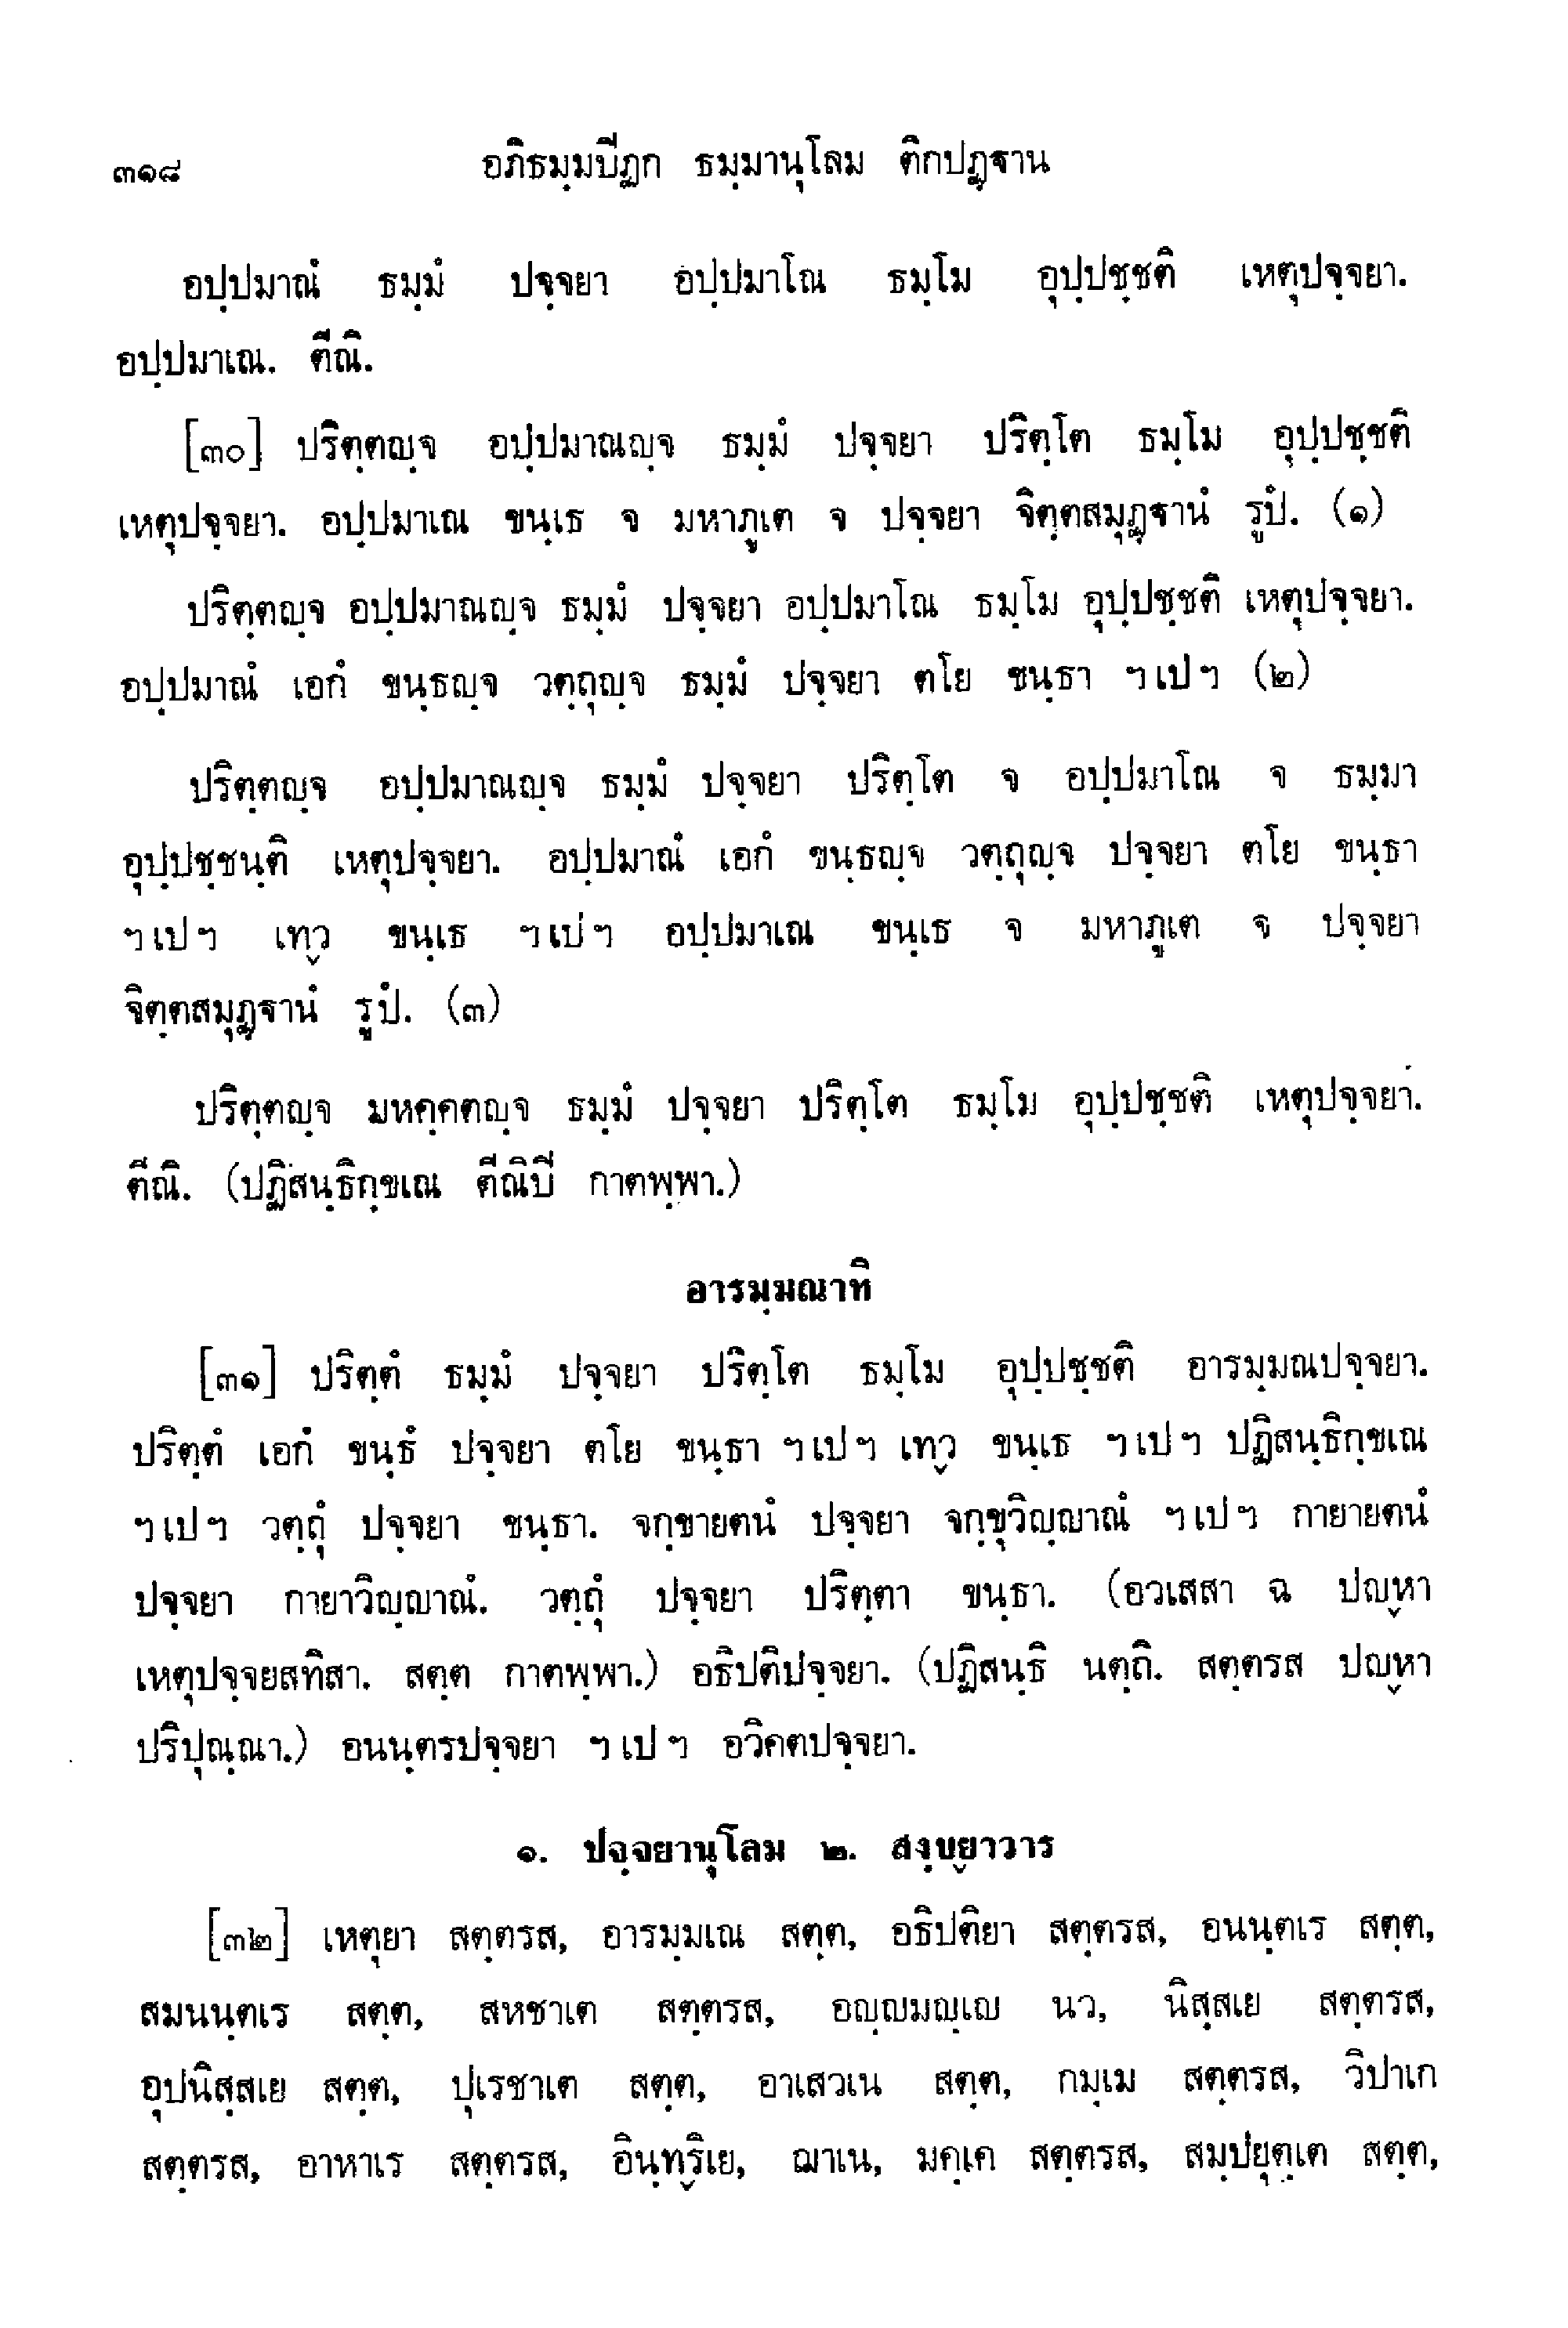 ๓๑๘ อภิธมฺมปีฏก ธมฺมานุโลม ติกปฏฺฐาน
อปฺปมาณํ ธมฺมํ ปจฺจยา อปฺปมาโณ ธมฺโม อุปฺปชฺชติ เหตุปจฺจยา.
อปฺปมาเณ. ตีณิ.
[๓๐] ปริตฺตญฺจ อปฺปมาณญฺจ ธมฺมํ ปจฺจยา ปริตฺโต ธมฺโม อุปฺปชฺชติ
เหตุปจฺจยา. อปฺปมาเณ ขนฺเธ จ มหาภูเต จ ปจฺจยา จิตฺตสมุฏฺฐานํ รูปํ. (๑)
ปริตฺตญฺจ อปฺปมาณญฺจ ธมฺมํ ปจฺจยา อปฺปมาโณ ธมฺโม อุปฺปชฺชติ เหตุปจฺจยา.
อปฺปมาณํ เอกํ ขนฺธญฺจ วตฺถุญฺจ ธมฺมํ ปจฺจยา ตโย ขนฺธา ฯเปฯ (๒)
ปริตฺตญฺจ อปฺปมาณญฺจ ธมฺมํ ปจฺจยา ปริตฺโต จ อปฺปมาโณ จ ธมฺมา
อุปฺปชฺชนฺติ เหตุปจฺจยา. อปฺปมาณํ เอกํ ขนฺธญฺจ วตฺถุญฺจ ปจฺจยา ตโย ขนฺธา
ฯเปฯ เทฺว ขนฺเธ ฯเปฯ อปฺปมาเณ ขนฺเธ จ มหาภูเต จ ปจฺจยา
จิตฺตสมุฏฺฐานํ รูปํ. (๓)
ปริตฺตญฺจ มหคฺคตญฺจ ธมฺมํ ปจฺจยา ปริตฺโต ธมฺโม อุปฺปชฺชติ เหตุปจฺจยา.
ตีณิ. (ปฏิสนฺธิกฺขเณ ตีณิปี กาตพฺพา.)
อารมฺมณาทิ
[๓๑] ปริตฺตํ ธมฺมํ ปจฺจยา ปริตฺโต ธมฺโม อุปฺปชฺชติ อารมฺมณปจฺจยา.
ปริตฺตํ เอกํ ขนฺธํ ปจฺจยา ตโย ขนฺธา ฯเปฯ เทฺว ขนฺเธ ฯเปฯ ปฏิสนฺธิกฺขเณ
ฯเปฯ วตฺถุํ ปจฺจยา ขนฺธา. จกฺขายตนํ ปจฺจยา จกฺขุวิญฺญาณํ ฯเปฯ กายายตนํ
ปจฺจยา กายาวิญฺญาณํ. วตฺถุํ ปจฺจยา ปริตฺตา ขนฺธา. (อวเสสา ฉ ปญฺหา
เหตุปจฺจยสทิสา. สตฺต กาตพฺพา.) อธิปติปจฺจยา. (ปฏิสนฺธิ นตฺถิ. สตฺตรส ปญฺหา
ปริปุณฺณา.) อนนฺตรปจฺจยา ฯเปฯ อวิคตปจฺจยา.
๑. ปจฺจยานุโลม ๒. สงฺขฺยาวาร
[๓๒] เหตุยา สตฺตรส, อารมฺมเณ สตฺต, อธิปติยา สตฺตรส, อนนฺตเร สตฺต,
สมนนฺตเร สตฺต, สหชาเต สตฺตรส, อญฺญมญฺเญ นว, นิสฺสเย สตฺตรส,
อุปนิสฺสเย สตฺต, ปุเรชาเต สตฺต, อาเสวเน สตฺต, กมฺเม สตฺตรส, วิปาเก
สตฺตรส, อาหาเร สตฺตรส, อินฺทฺริเย, ฌาเน, มคฺเค สตฺตรส, สมฺปยุตฺเต สตฺต,